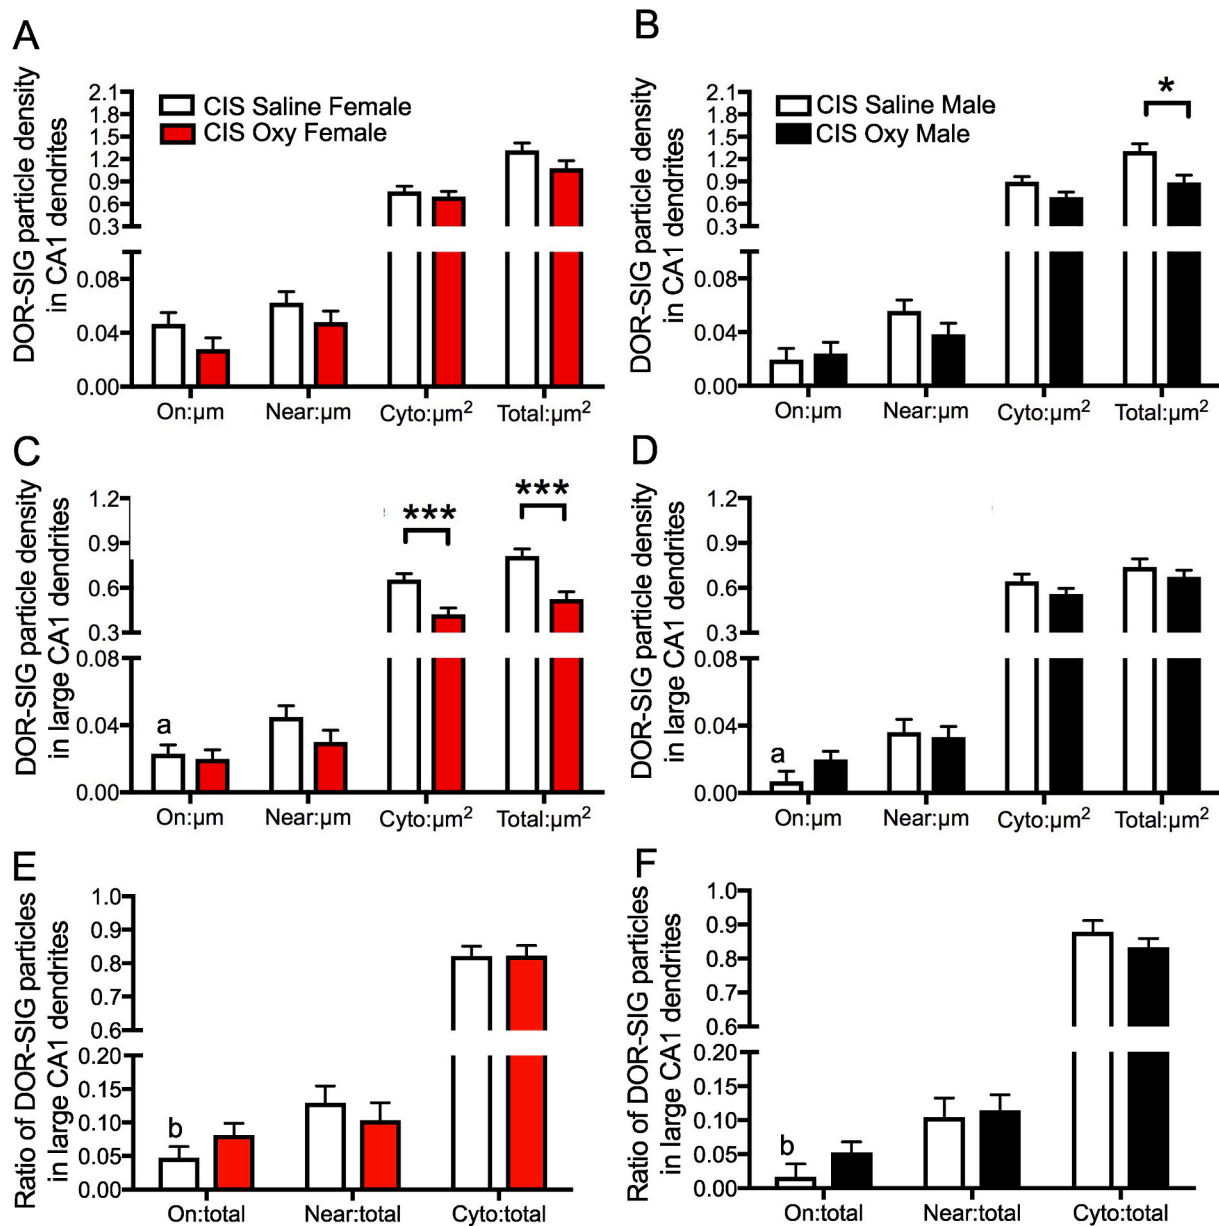 A
DOR-SIG particle density
in CA1 dendrites
2.1
1.8
1.5
1.2
0.9
0.6
0.3
0.08
0.04
0.00
CIS Saline Female
CIS Oxy Female
On:µm
Near:µm
Cyto:µm²
Total:µm²
B
DOR-SIG particle density
in CA1 dendrites
2.1
1.8
1.5
1.2
0.9
0.6
0.3
0.08
0.04
0.00
CIS Saline Male
CIS Oxy Male
*
On:µm
Near:µm
Cyto:µm²
Total:µm²
C
DOR-SIG particle density
in large CA1 dendrites
1.2
0.9
0.6
0.3
0.08
0.04
0.00
***
***
a
On:µm
Near:µm
Cyto:µm²
Total:µm²
D
DOR-SIG particle density
in large CA1 dendrites
1.2
0.9
0.6
0.3
0.08
0.04
0.00
a
On:µm
Near:µm
Cyto:µm²
Total:µm²
E
Ratio of DOR-SIG particles
in large CA1 dendrites
1.0
0.9
0.8
0.7
0.6
0.20
0.15
0.10
0.05
0.00
b
On:total
Near:total
Cyto:total
F
Ratio of DOR-SIG particles
in large CA1 dendrites
1.0
0.9
0.8
0.7
0.6
0.20
0.15
0.10
0.05
0.00
b
On:total
Near:total
Cyto:total